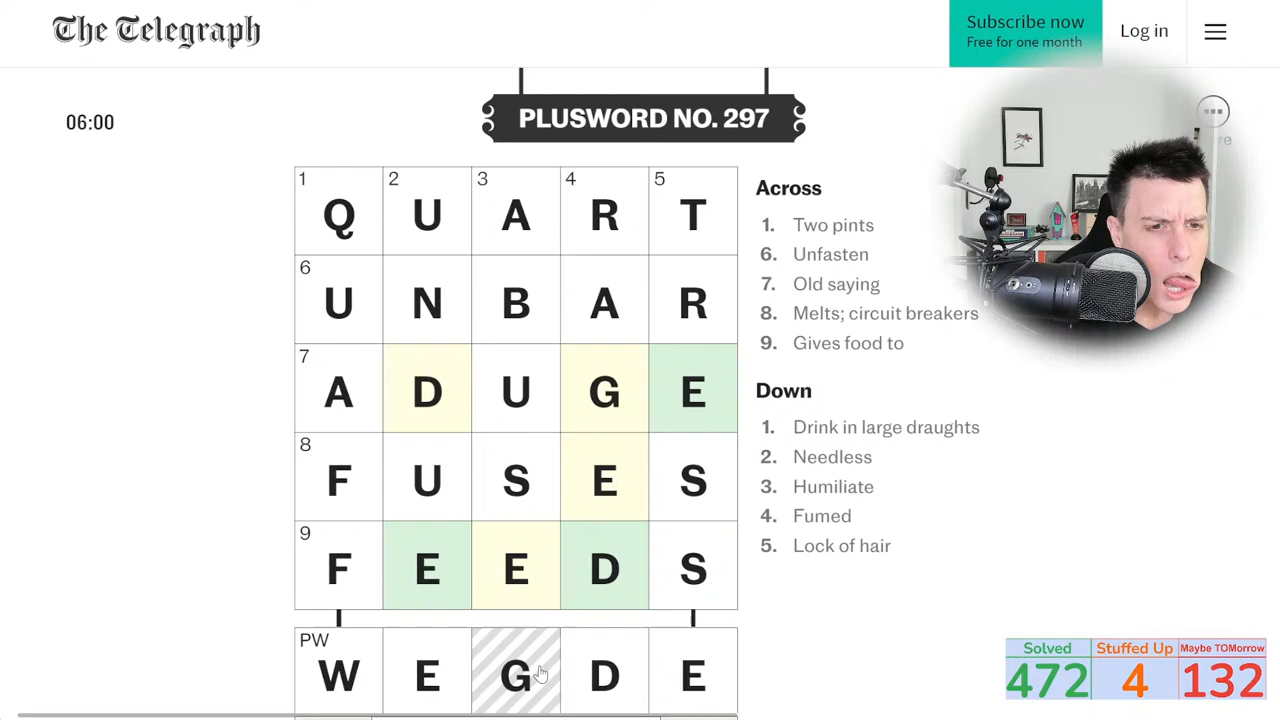 The Telegraph
Subscribe now
Free for one month
Log in
06:00
PLUSWORD NO. 297
1 Q 2 U 3 A 4 R 5 T
6 U N B A R
7 A D U G E
8 F U S E S
9 F E E D S
PW W E G D E
Across
1. Two pints
6. Unfasten
7. Old saying
8. Melts; circuit breakers
9. Gives food to
Down
1. Drink in large draughts
2. Needless
3. Humiliate
4. Fumed
5. Lock of hair
Solved
472
Stuffed Up
4
Maybe TOMorrow
132